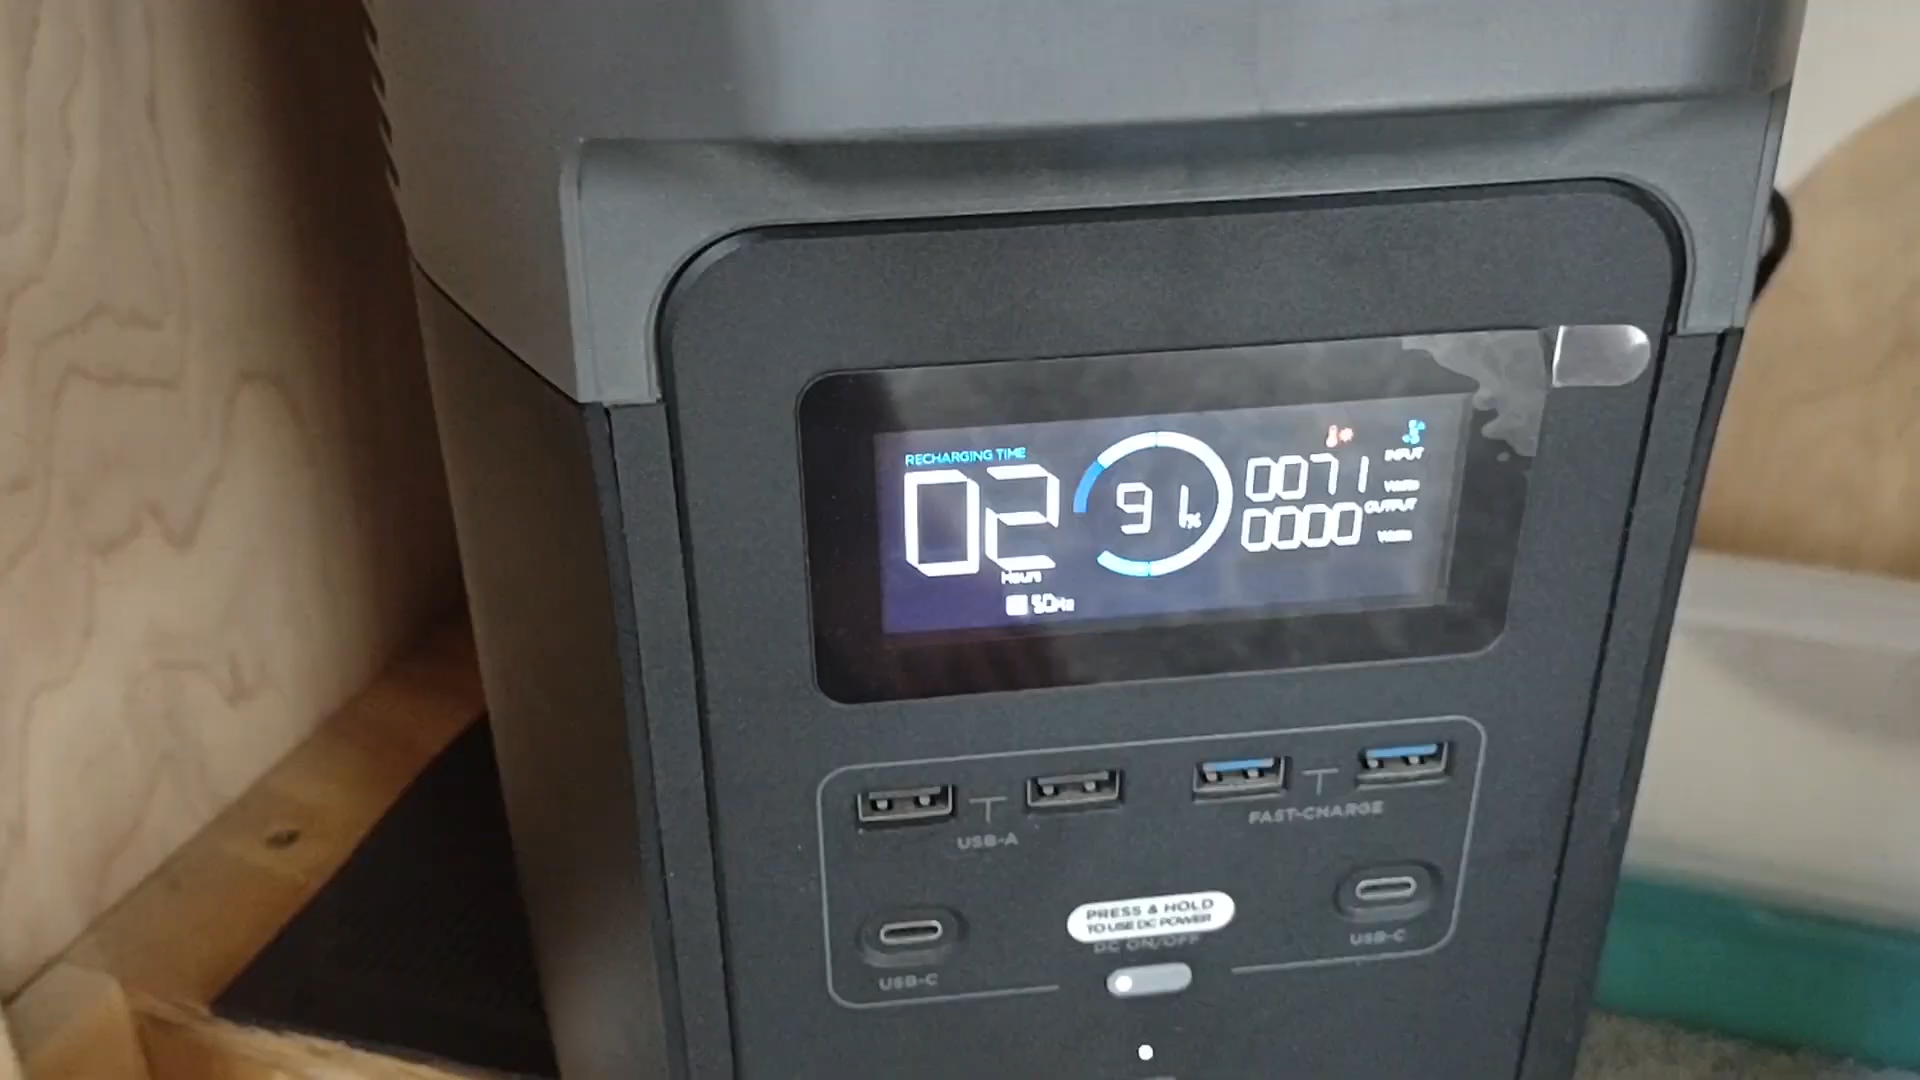 RECHARGING TIME
02
Hours
50Hz
91%
INPUT
0071 Watts
OUTPUT
0000 Watts
USB-A
FAST-CHARGE
PRESS & HOLD
TO USE DC POWER
DC ON/OFF
USB-C
USB-C